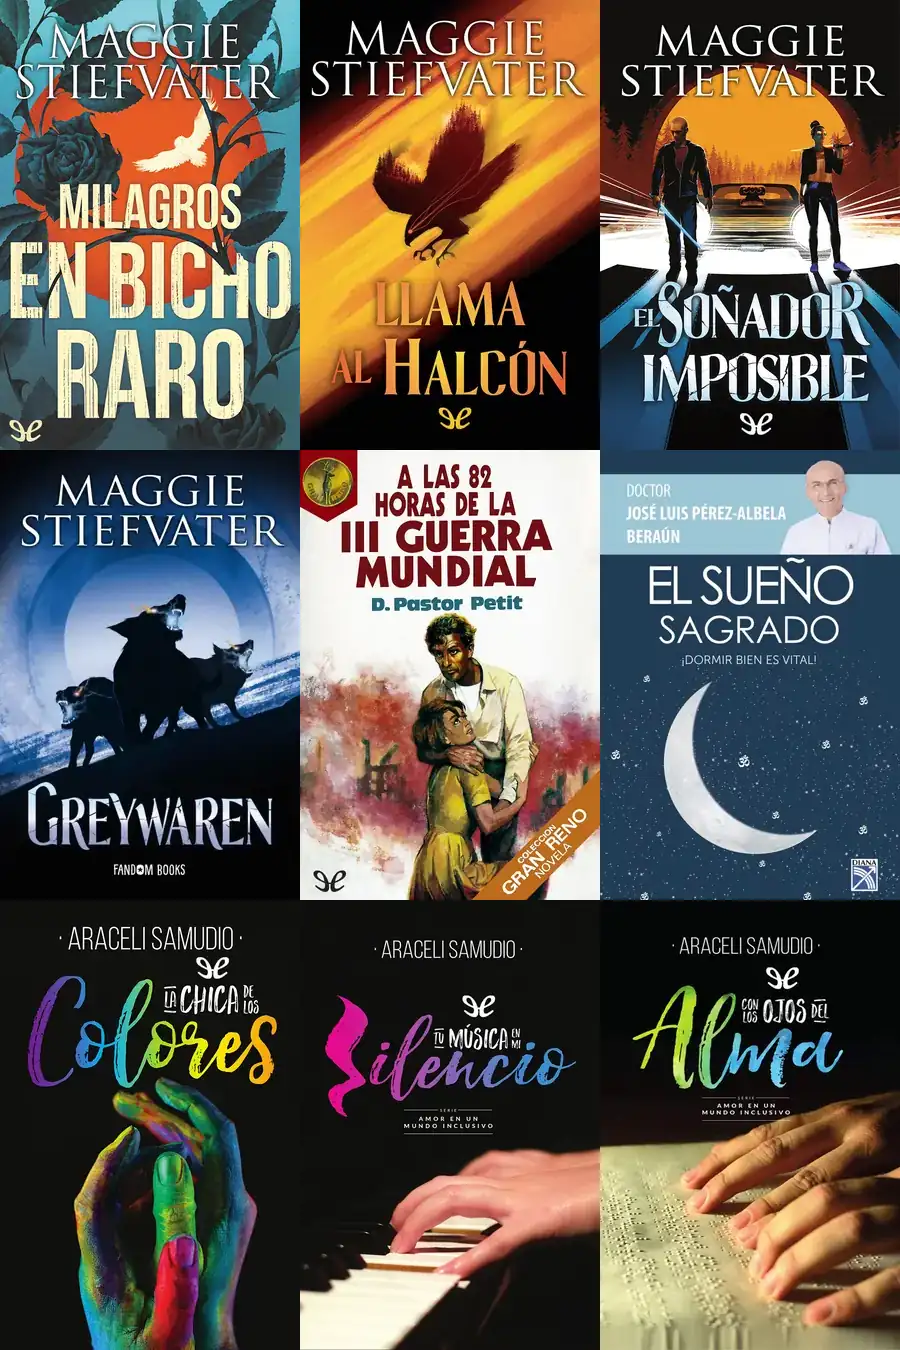 MAGGIE
STIEFVATER
MILAGROS
EN BICHO
RARO
MAGGIE
STIEFVATER
LLAMA
AL HALCÓN
MAGGIE
STIEFVATER
EL SOÑADOR
IMPOSIBLE
MAGGIE
STIEFVATER
GREYWAREN
FANDOM BOOKS
A LAS 82
HORAS DE LA
III GUERRA
MUNDIAL
D. Pastor Petit
COLECCIÓN
GRAN RENO
NOVELA
DOCTOR
JOSÉ LUIS PÉREZ-ALBELA
BERAÚN
EL SUEÑO
SAGRADO
¡DORMIR BIEN ES VITAL!
DIANA
· ARACELI SAMUDIO ·
LA CHICA DE LOS
Colores
· ARACELI SAMUDIO ·
TU MÚSICA EN MI
Silencio
SERIE
AMOR EN UN
MUNDO INCLUSIVO
· ARACELI SAMUDIO ·
CON LOS OJOS DEL
Alma
SERIE
AMOR EN UN
MUNDO INCLUSIVO